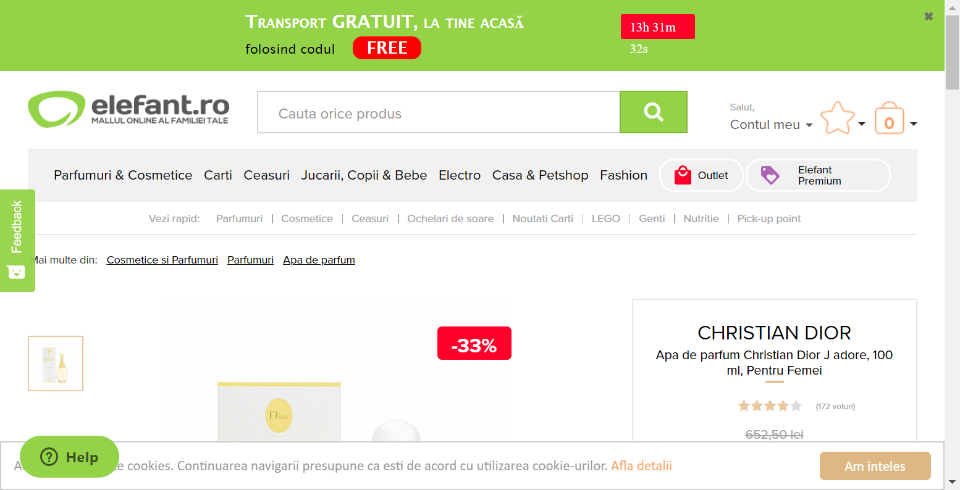 Transport GRATUIT, la tine acasă
folosind codul FREE
13h 31m
32s
elefant.ro
MALLUL ONLINE AL FAMILIEI TALE
Cauta orice produs
Salut,
Contul meu
0
Parfumuri & Cosmetice Carti Ceasuri Jucarii, Copii & Bebe Electro Casa & Petshop Fashion Outlet Elefant Premium
Vezi rapid: Parfumuri | Cosmetice | Ceasuri | Ochelari de soare | Noutati Carti | LEGO | Genti | Nutritie | Pick-up point
Feedback
Mai multe din: Cosmetice si Parfumuri Parfumuri Apa de parfum
-33%
Dior
CHRISTIAN DIOR
Apa de parfum Christian Dior J adore, 100
ml, Pentru Femei
(172 voturi)
652,50 lei
Help
cookies. Continuarea navigarii presupune ca esti de acord cu utilizarea cookie-urilor. Afla detalii
Am inteles